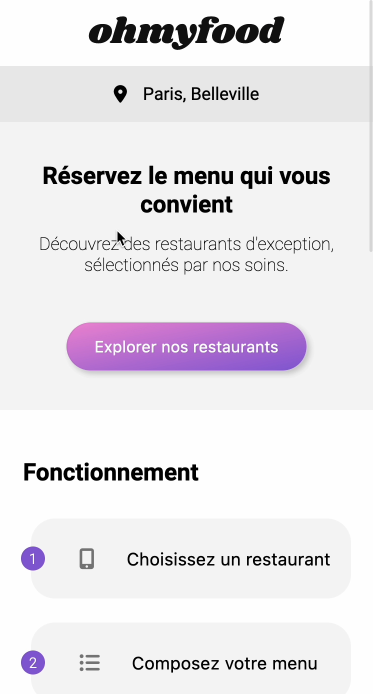 ohmyfood
Paris, Belleville
Réservez le menu qui vous
convient
Découvrez des restaurants d'exception,
sélectionnés par nos soins.
Explorer nos restaurants
Fonctionnement
1 Choisissez un restaurant
2 Composez votre menu